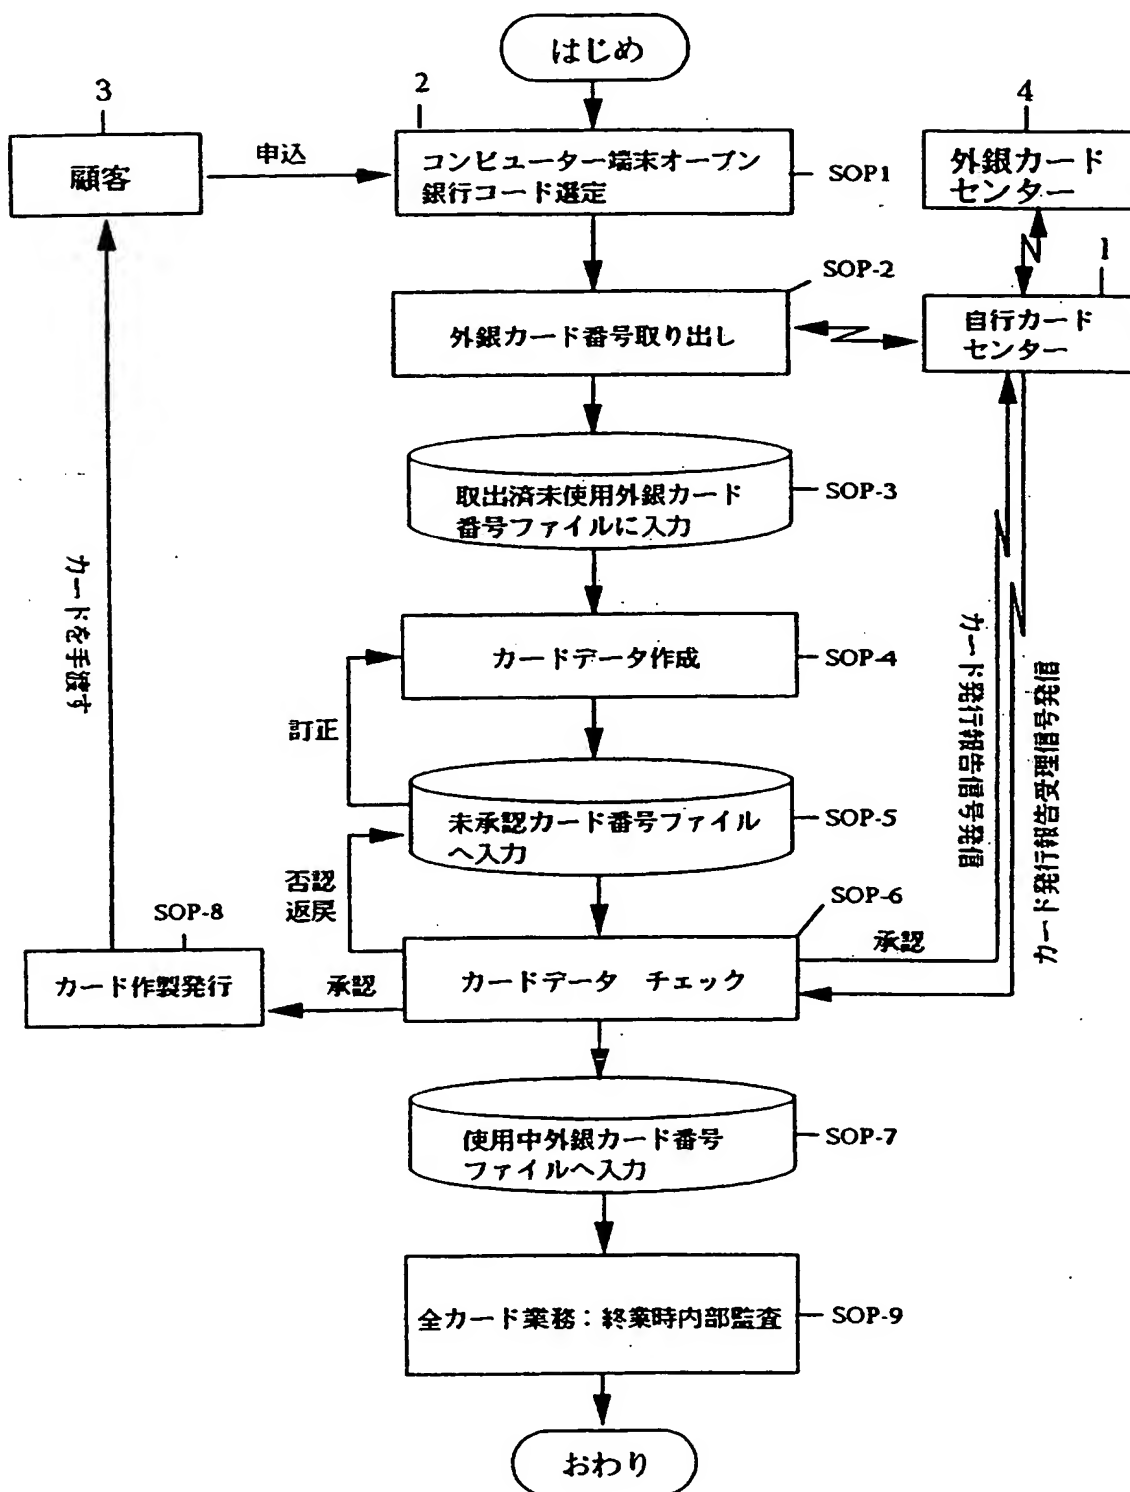 はじめ
3
2
4
顧客
申込
コンピューター端末オープン
銀行コード選定
SOP1
外銀カード
センター
SOP-2
1
外銀カード番号取り出し
自行カード
センター
取出済未使用外銀カード
番号ファイルに入力
SOP-3
カードを手渡す
カードデータ作成
SOP-4
訂正
カード発行報告信号発信
カード発行報告受理信号発信
未承認カード番号ファイル
へ入力
SOP-5
否認
返戻
SOP-8
SOP-6
承認
カード作製発行
承認
カードデータ チェック
使用中外銀カード番号
ファイルへ入力
SOP-7
全カード業務：終業時内部監査
SOP-9
おわり